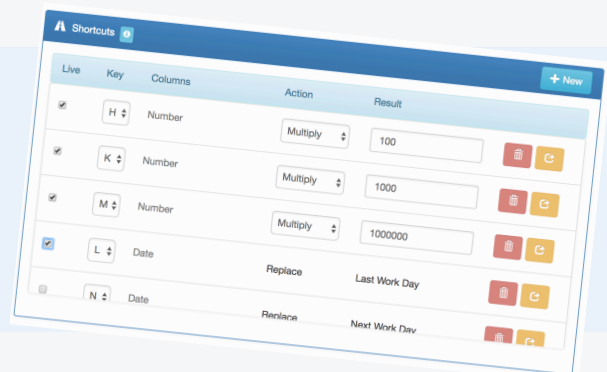 Shortcuts
+ New
Live Key Columns Action Result
H Number Multiply 100
K Number Multiply 1000
M Number Multiply 1000000
L Date Replace Last Work Day
N Date Replace Next Work Day